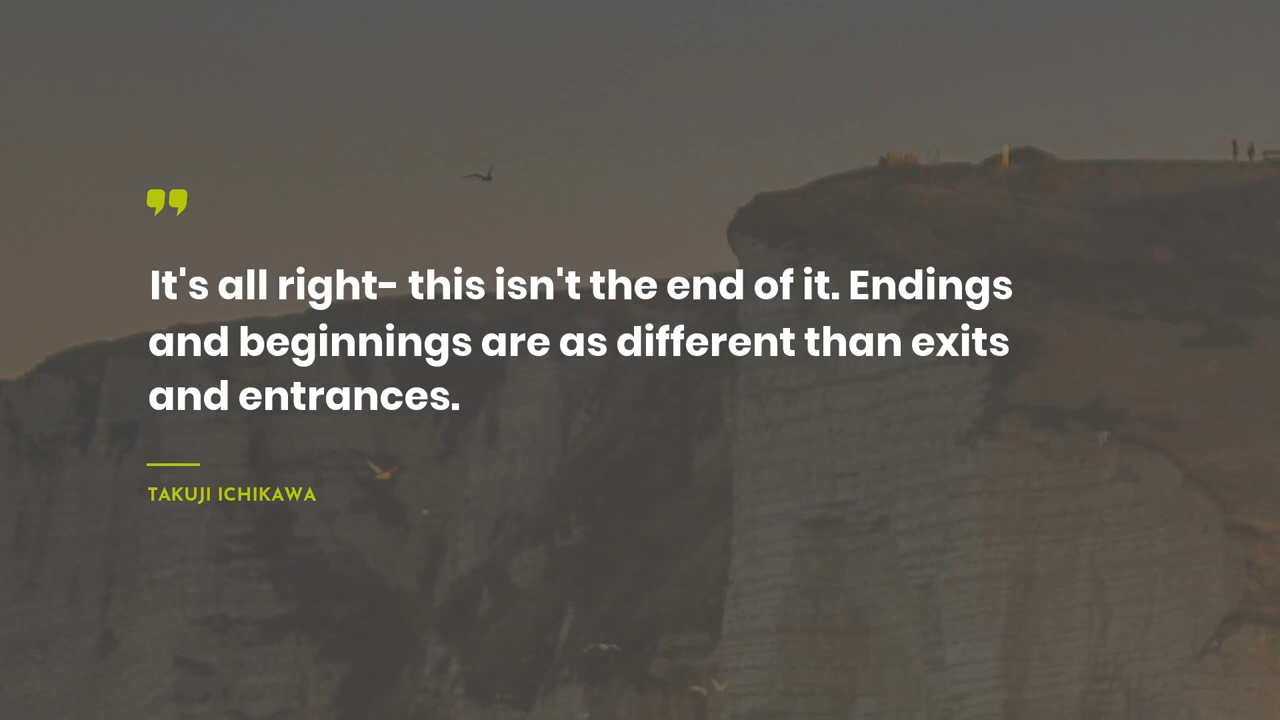 It's all right– this isn't the end of it. Endings
and beginnings are as different than exits
and entrances.
TAKUJI ICHIKAWA